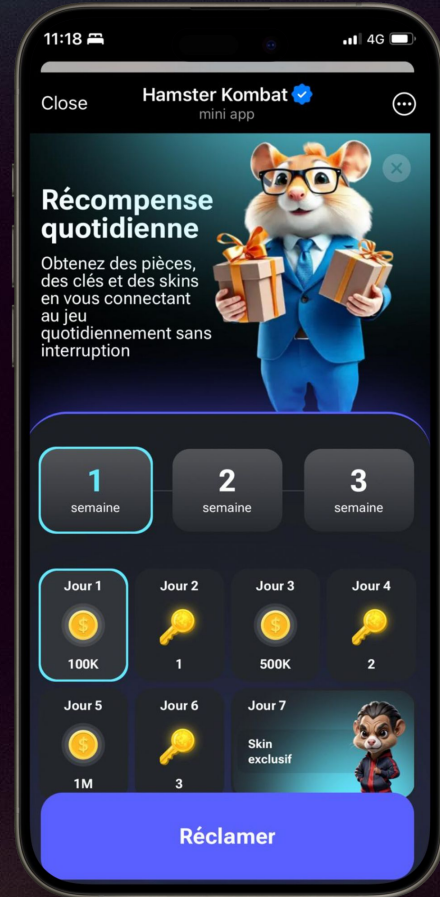 11:18
4G
Close
Hamster Kombat
mini app
Récompense
quotidienne
Obtenez des pièces,
des clés et des skins
en vous connectant
au jeu
quotidiennement sans
interruption
1
semaine
2
semaine
3
semaine
Jour 1
100K
Jour 2
1
Jour 3
500K
Jour 4
2
Jour 5
1M
Jour 6
3
Jour 7
Skin
exclusif
Réclamer